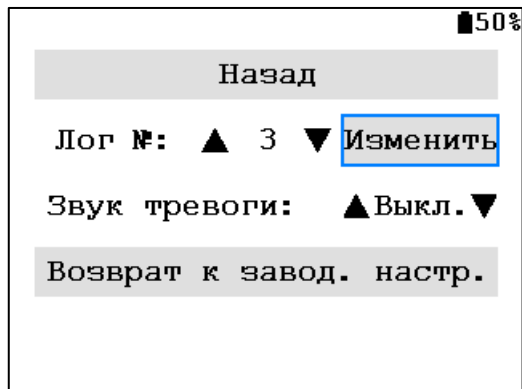 50%
Назад
Лог №: ▲ 3 ▼ Изменить
Звук тревоги: ▲Выкл.▼
Возврат к завод. настр.